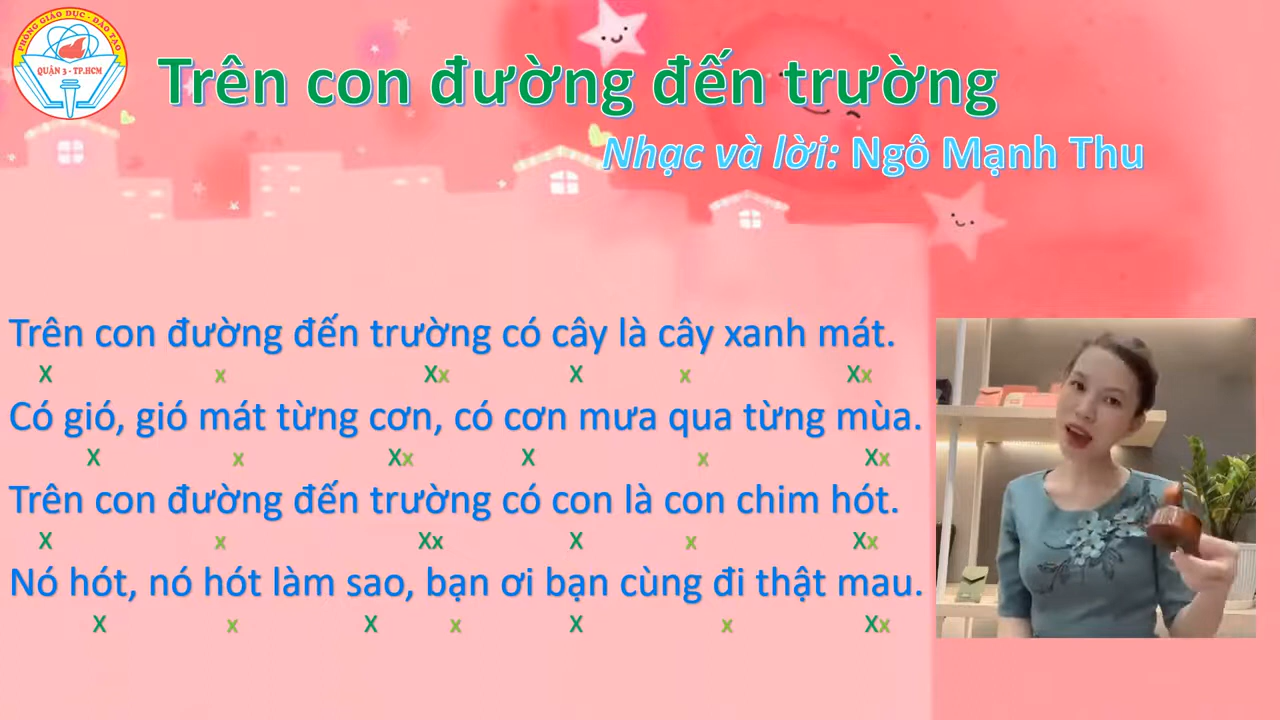 PHÒNG GIÁO DỤC - ĐÀO TẠO
QUẬN 3 - TP.HCM
Trên con đường đến trường
Nhạc và lời: Ngô Mạnh Thu
Trên con đường đến trường có cây là cây xanh mát.
X x Xx X x Xx
Có gió, gió mát từng cơn, có cơn mưa qua từng mùa.
X x Xx X x Xx
Trên con đường đến trường có con là con chim hót.
X x Xx X x Xx
Nó hót, nó hót làm sao, bạn ơi bạn cùng đi thật mau.
X x X x X x Xx